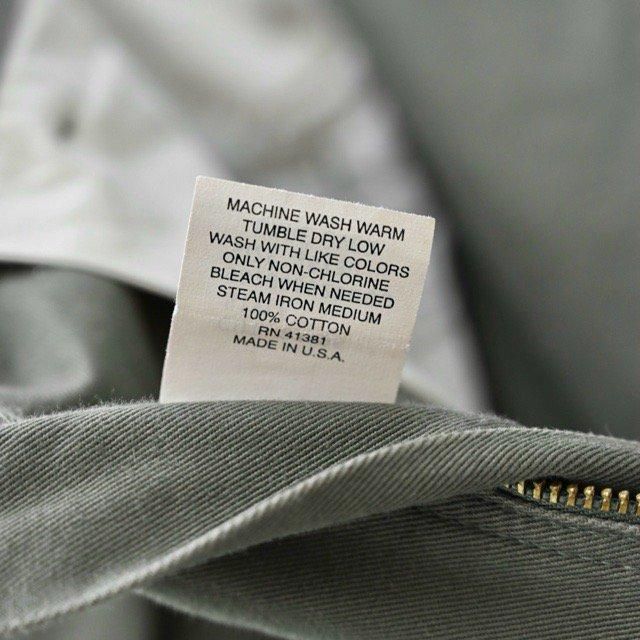 MACHINE WASH WARM
TUMBLE DRY LOW
WASH WITH LIKE COLORS
ONLY NON-CHLORINE
BLEACH WHEN NEEDED
STEAM IRON MEDIUM
100% COTTON
RN 41381
MADE IN U.S.A.